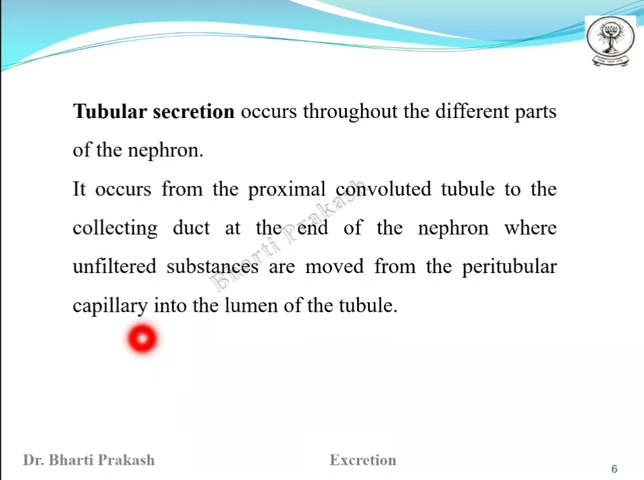 Tubular secretion occurs throughout the different parts
of the nephron.
It occurs from the proximal convoluted tubule to the
collecting duct at the end of the nephron where
unfiltered substances are moved from the peritubular
capillary into the lumen of the tubule.
Bharti Prakash
Dr. Bharti Prakash
Excretion
6